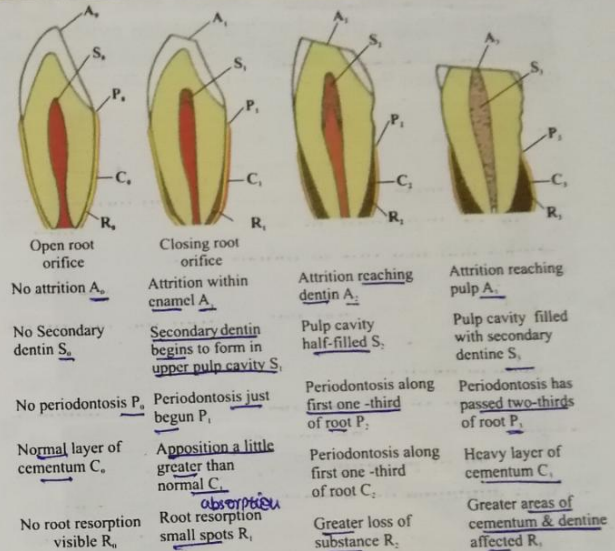 A₀
S₀
P₀
C₀
R₀
A₁
S₁
P₁
C₁
R₁
A₂
S₂
P₂
C₂
R₂
A₃
S₃
P₃
C₃
R₃
Open root
orifice
Closing root
orifice
No attrition A₀
Attrition within
enamel A₁
Attrition reaching
dentin A₂
Attrition reaching
pulp A₃
No Secondary
dentin S₀
Secondary dentin
begins to form in
upper pulp cavity S₁
Pulp cavity
half-filled S₂
Pulp cavity filled
with secondary
dentine S₃
No periodontosis P₀
Periodontosis just
begun P₁
Periodontosis along
first one -third
of root P₂
Periodontosis has
passed two-thirds
of root P₃
Normal layer of
cementum C₀
Apposition a little
greater than
normal C₁
Periodontosis along
first one -third
of root C₂
Heavy layer of
cementum C₃
absorption
No root resorption
visible R₀
Root resorption
small spots R₁
Greater loss of
substance R₂
Greater areas of
cementum & dentine
affected R₃